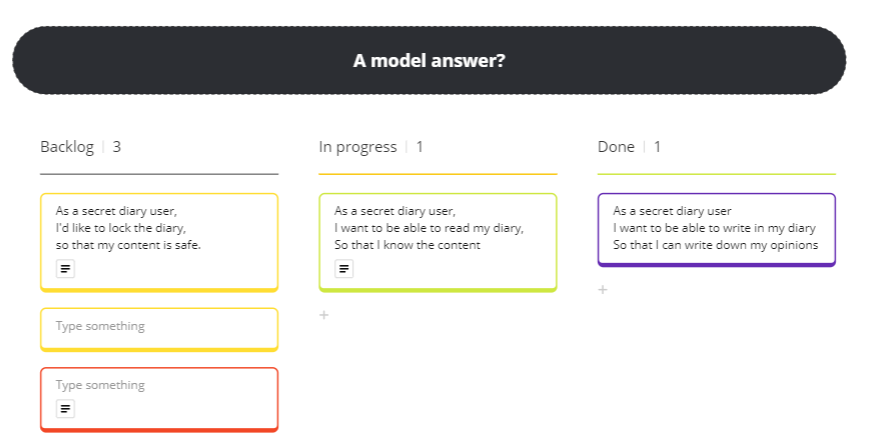 A model answer?
Backlog | 3
In progress | 1
Done | 1
As a secret diary user,
I'd like to lock the diary,
so that my content is safe.
Type something
Type something
As a secret diary user,
I want to be able to read my diary,
So that I know the content
+
As a secret diary user
I want to be able to write in my diary
So that I can write down my opinions
+